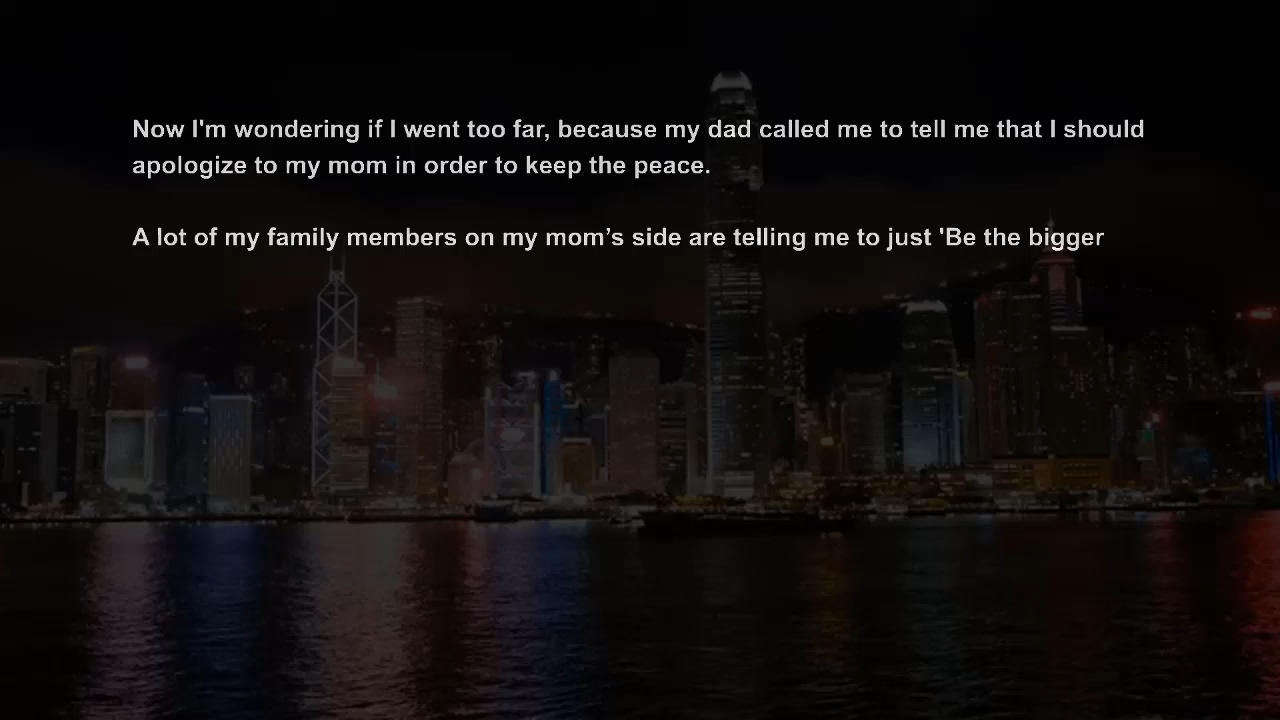 Now I'm wondering if I went too far, because my dad called me to tell me that I should
apologize to my mom in order to keep the peace.
A lot of my family members on my mom’s side are telling me to just 'Be the bigger